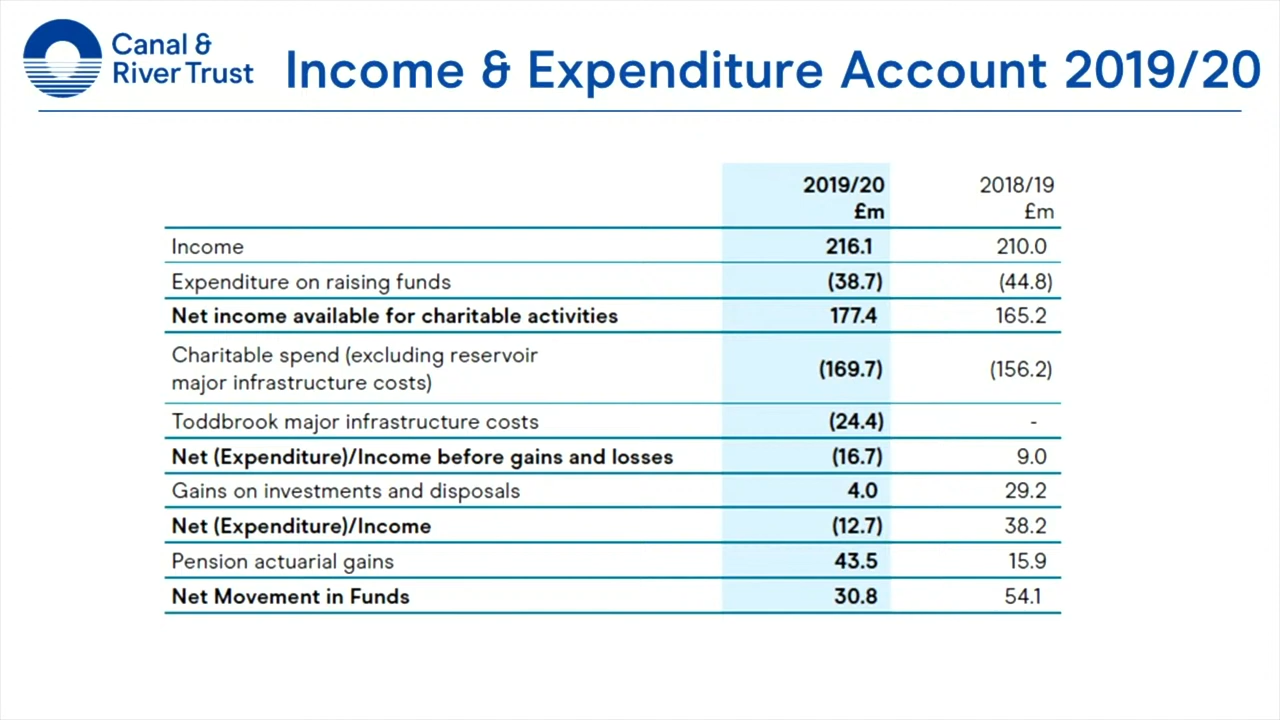 Canal &
River Trust
Income & Expenditure Account 2019/20
2019/20 2018/19
£m £m
Income 216.1 210.0
Expenditure on raising funds (38.7) (44.8)
Net income available for charitable activities 177.4 165.2
Charitable spend (excluding reservoir
major infrastructure costs) (169.7) (156.2)
Toddbrook major infrastructure costs (24.4) -
Net (Expenditure)/Income before gains and losses (16.7) 9.0
Gains on investments and disposals 4.0 29.2
Net (Expenditure)/Income (12.7) 38.2
Pension actuarial gains 43.5 15.9
Net Movement in Funds 30.8 54.1